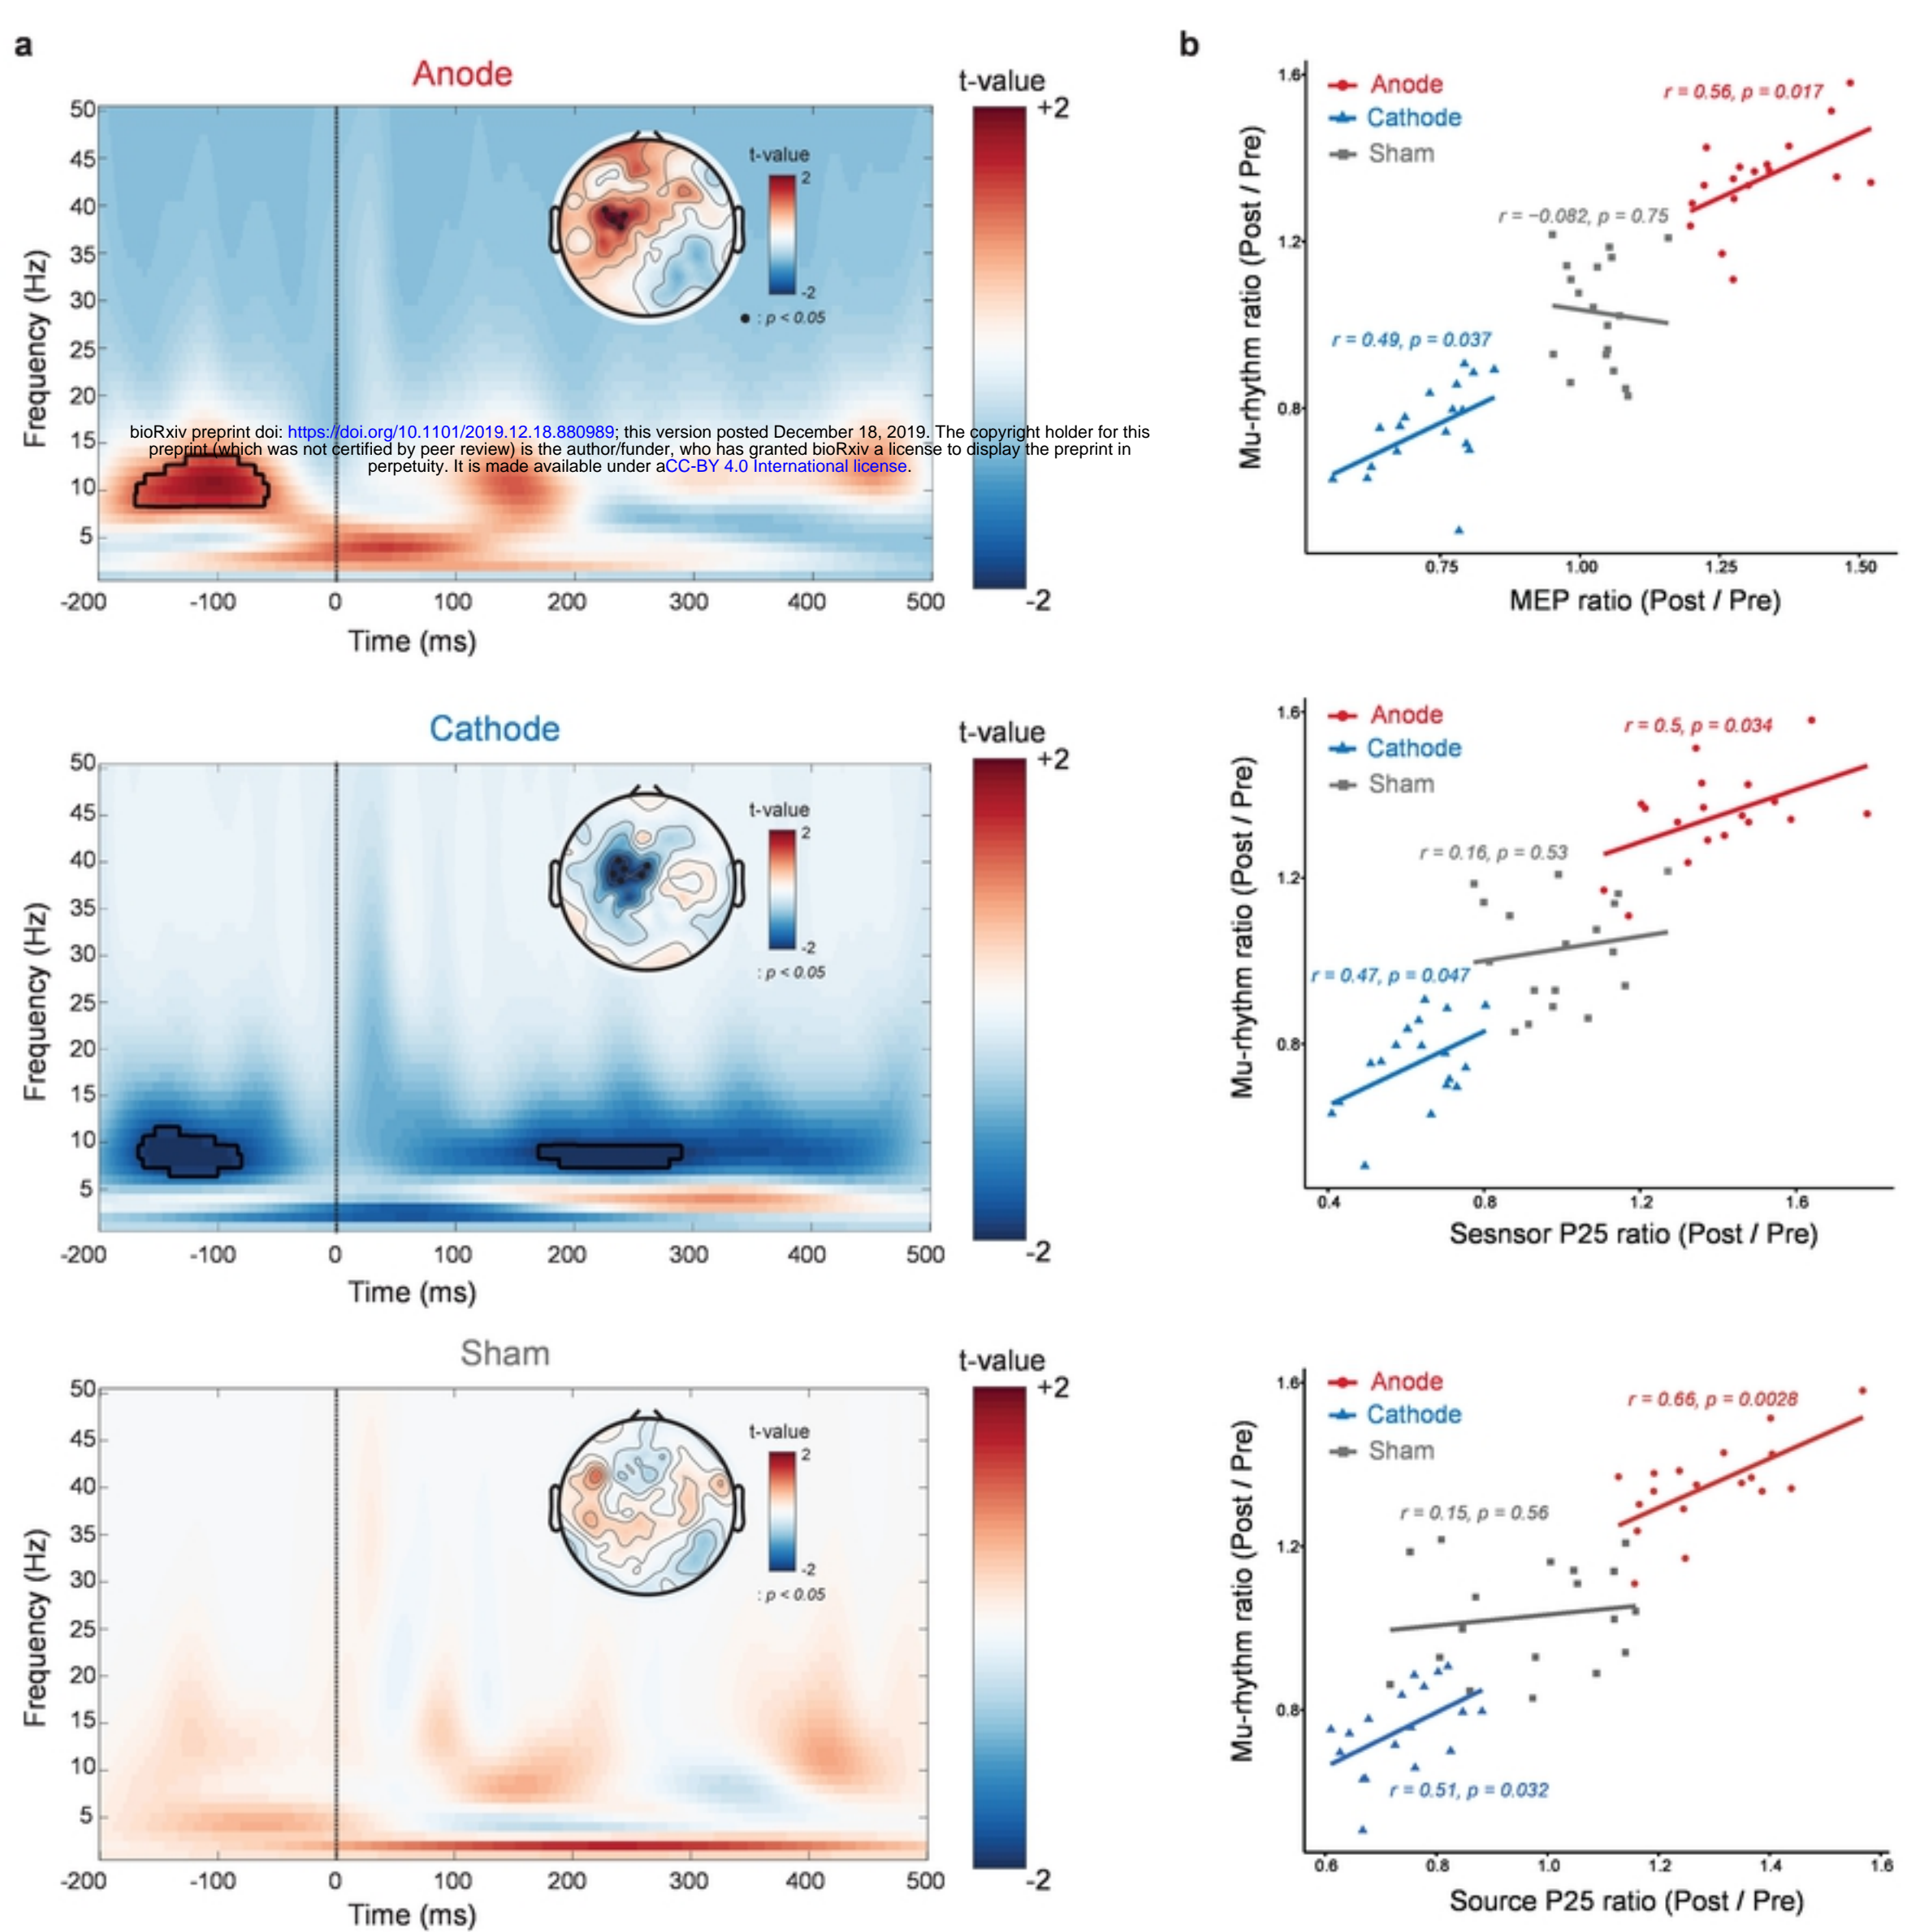 a
Anode
t-value
+2
50
45
40
35
30
25
20
15
10
5
Frequency (Hz)
t-value
2
-2
: p < 0.05
bioRxiv preprint doi: https://doi.org/10.1101/2019.12.18.880989; this version posted December 18, 2019. The copyright holder for this
preprint (which was not certified by peer review) is the author/funder, who has granted bioRxiv a license to display the preprint in
perpetuity. It is made available under aCC-BY 4.0 International license.
-2
-200 -100 0 100 200 300 400 500
Time (ms)
Cathode
t-value
+2
50
45
40
35
30
25
20
15
10
5
Frequency (Hz)
t-value
2
-2
: p < 0.05
-2
-200 -100 0 100 200 300 400 500
Time (ms)
Sham
t-value
+2
50
45
40
35
30
25
20
15
10
5
Frequency (Hz)
t-value
2
-2
: p < 0.05
-2
-200 -100 0 100 200 300 400 500
Time (ms)
b
1.6
1.2
0.8
Mu-rhythm ratio (Post / Pre)
Anode
Cathode
Sham
r = 0.56, p = 0.017
r = −0.082, p = 0.75
r = 0.49, p = 0.037
0.75 1.00 1.25 1.50
MEP ratio (Post / Pre)
1.6
1.2
0.8
Mu-rhythm ratio (Post / Pre)
Anode
Cathode
Sham
r = 0.5, p = 0.034
r = 0.16, p = 0.53
r = 0.47, p = 0.047
0.4 0.8 1.2 1.6
Sesnsor P25 ratio (Post / Pre)
1.6
1.2
0.8
Mu-rhythm ratio (Post / Pre)
Anode
Cathode
Sham
r = 0.66, p = 0.0028
r = 0.15, p = 0.56
r = 0.51, p = 0.032
0.6 0.8 1.0 1.2 1.4 1.6
Source P25 ratio (Post / Pre)